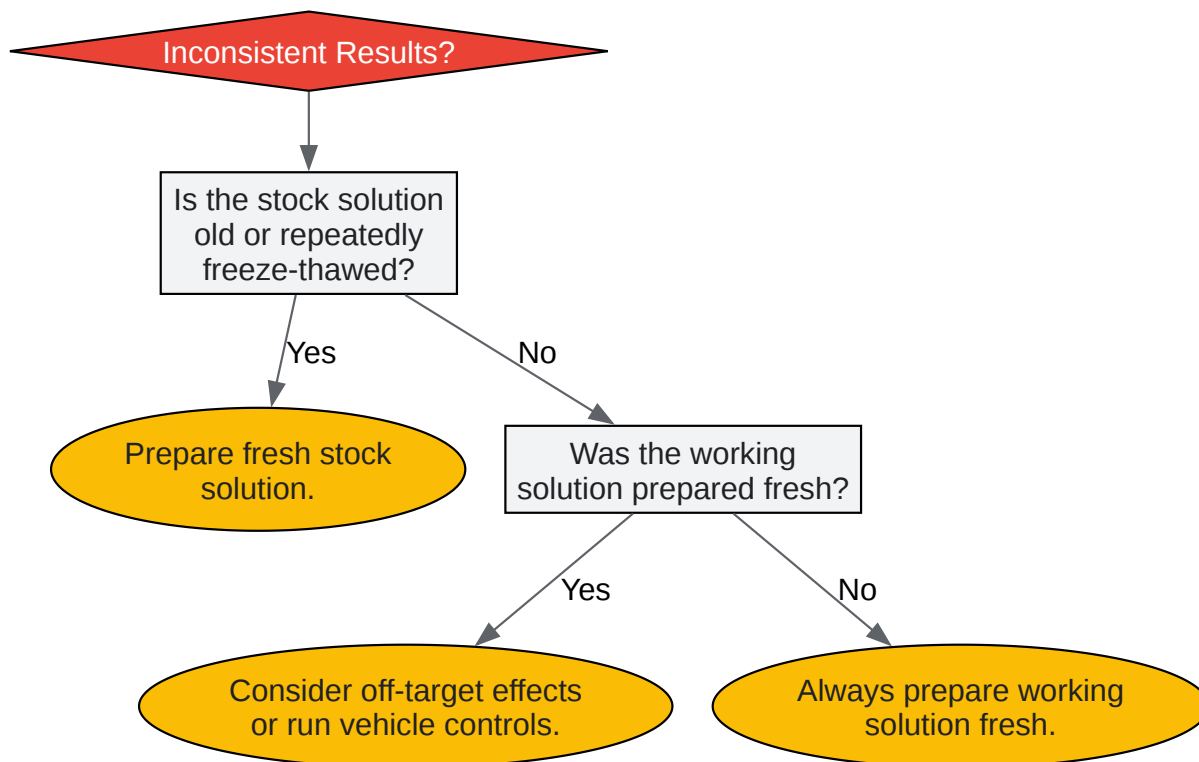 Inconsistent Results?
Is the stock solution
old or repeatedly
freeze-thawed?
Yes
No
Prepare fresh stock
solution.
Was the working
solution prepared fresh?
Yes
No
Consider off-target effects
or run vehicle controls.
Always prepare working
solution fresh.